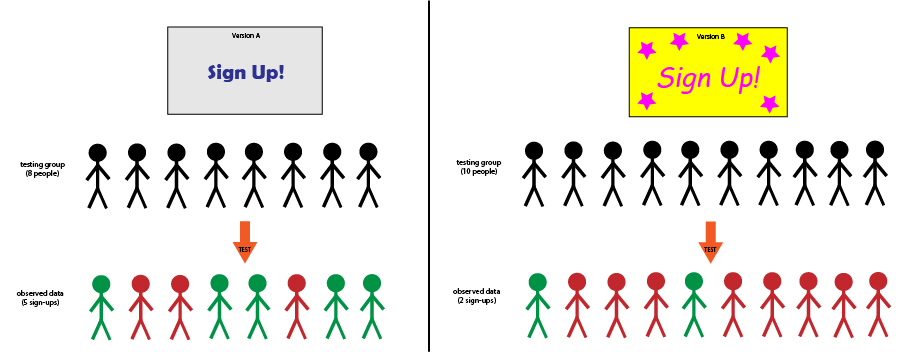 Version A
Sign Up!
testing group
(8 people)
TEST
observed data
(5 sign-ups)
Version B
Sign Up!
testing group
(10 people)
TEST
observed data
(2 sign-ups)